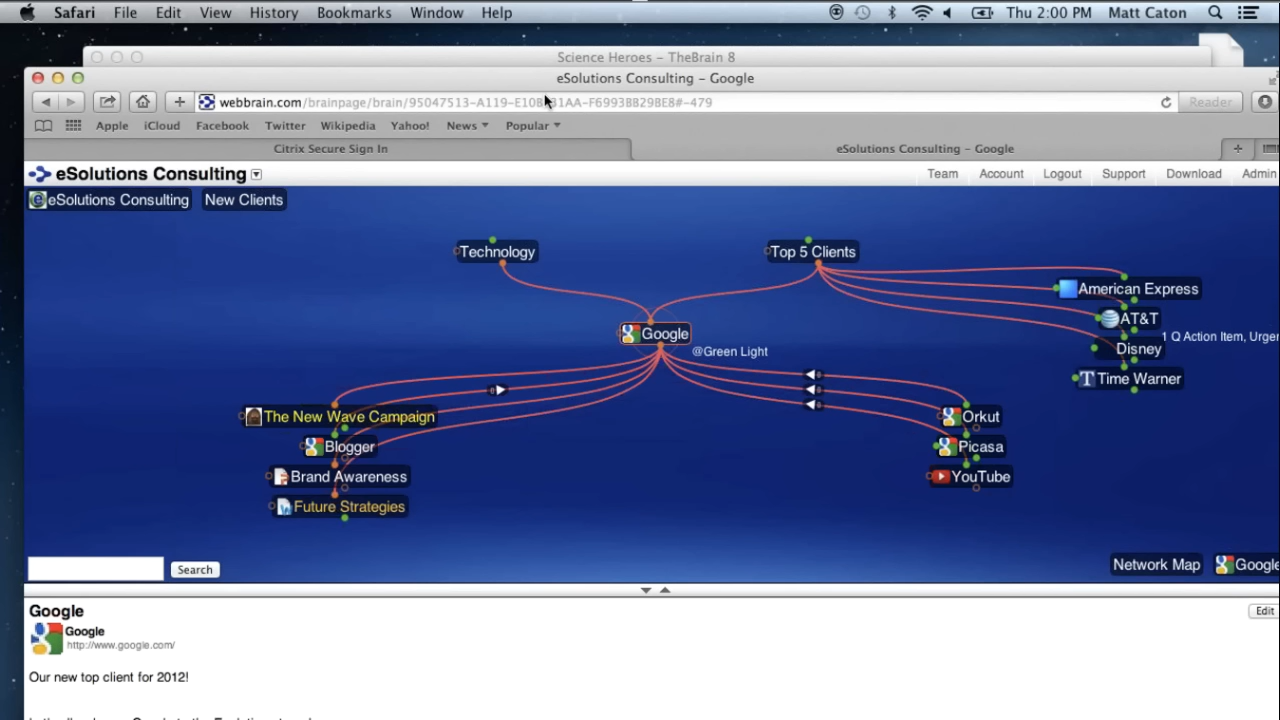 Safari File Edit View History Bookmarks Window Help Thu 2:00 PM Matt Caton
Science Heroes – TheBrain 8
eSolutions Consulting – Google
webbrain.com/brainpage/brain/95047513-A119- Reader
Apple iCloud Facebook Twitter Wikipedia Yahoo! News Popular
Citrix Secure Sign In eSolutions Consulting – Google
eSolutions Consulting Team Account Logout Support Download Admin
eSolutions Consulting New Clients
Technology Top 5 Clients
American Express
AT&T
Google 1 Q Action Item,
@Green Light Disney
Time Warner
The New Wave Campaign Orkut
Blogger Picasa
Brand Awareness YouTube
Future Strategies
Network Map Google
Search
Google Edit
Google
http://www.google.com/
Our new top client for 2012!